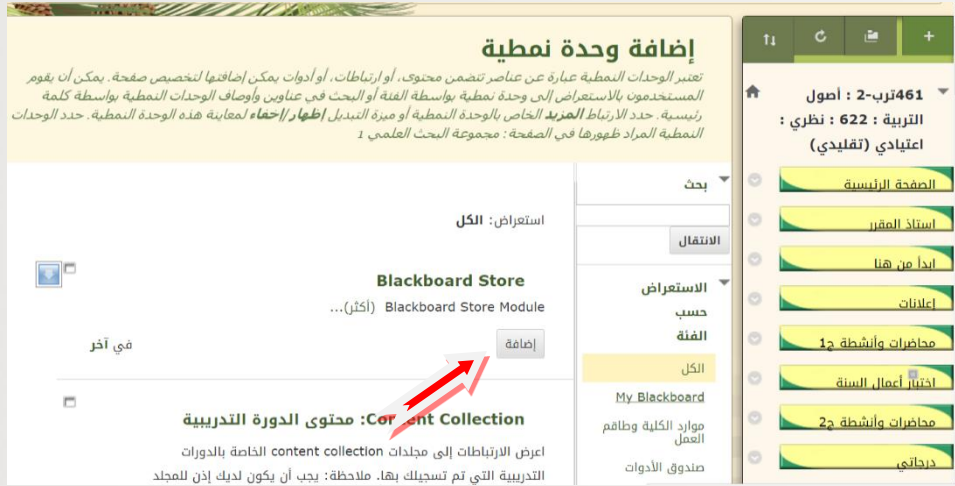 إضافة وحدة نمطية
تعتبر الوحدات النمطية عبارة عن عناصر تتضمن محتوى، أو ارتباطات، أو أدوات يمكن إضافتها لتخصيص صفحة. يمكن أن يقوم
المستخدمون بالاستعراض إلى وحدة نمطية بواسطة الفئة أو البحث في عناوين وأوصاف الوحدات النمطية بواسطة كلمة
رئيسية. حدد الارتباط المزيد الخاص بالوحدة النمطية أو ميزة التبديل إظهار/إخفاء لمعاينة هذه الوحدة النمطية. حدد الوحدات
النمطية المراد ظهورها في الصفحة: مجموعة البحث العلمي 1
461ترب-2 : أصول
التربية : 622 : نظري :
اعتيادي (تقليدي)
الصفحة الرئيسية
استاذ المقرر
ابدأ من هنا
إعلانات
محاضرات وأنشطة ج1
اختبار أعمال السنة
محاضرات وأنشطة ج2
درجاتي
بحث
الانتقال
الاستعراض
حسب
الفئة
الكل
My Blackboard
موارد الكلية وطاقم
العمل
صندوق الأدوات
استعراض: الكل
Blackboard Store
Blackboard Store Module (أكثر)...
إضافة
في آخر
Content Collection: محتوى الدورة التدريبية
اعرض الارتباطات إلى مجلدات content collection الخاصة بالدورات
التدريبية التي تم تسجيلك بها. ملاحظة: يجب أن يكون لديك إذن للمجلد